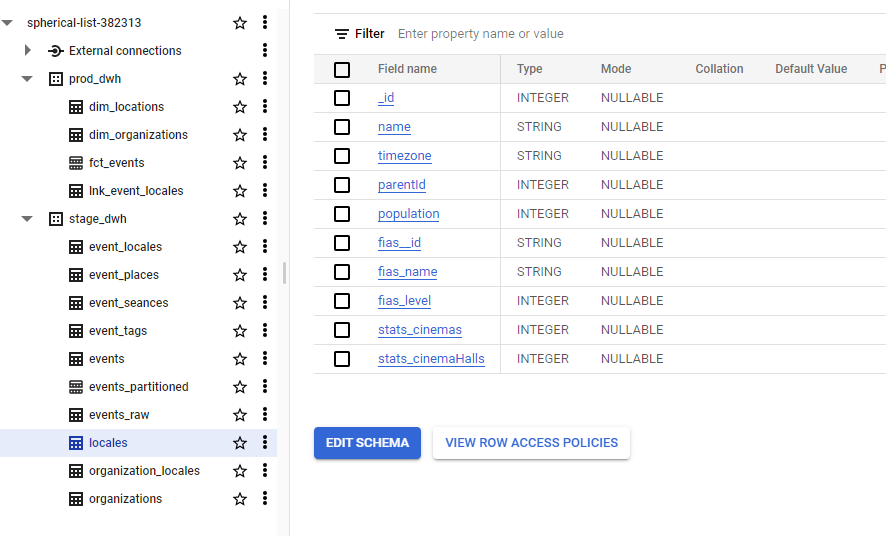 spherical-list-382313
External connections
prod_dwh
dim_locations
dim_organizations
fct_events
lnk_event_locales
stage_dwh
event_locales
event_places
event_seances
event_tags
events
events_partitioned
events_raw
locales
organization_locales
organizations
Filter Enter property name or value
Field name Type Mode Collation Default Value P
_id INTEGER NULLABLE
name STRING NULLABLE
timezone STRING NULLABLE
parentId INTEGER NULLABLE
population INTEGER NULLABLE
fias__id STRING NULLABLE
fias_name STRING NULLABLE
fias_level INTEGER NULLABLE
stats_cinemas INTEGER NULLABLE
stats_cinemaHalls INTEGER NULLABLE
EDIT SCHEMA VIEW ROW ACCESS POLICIES